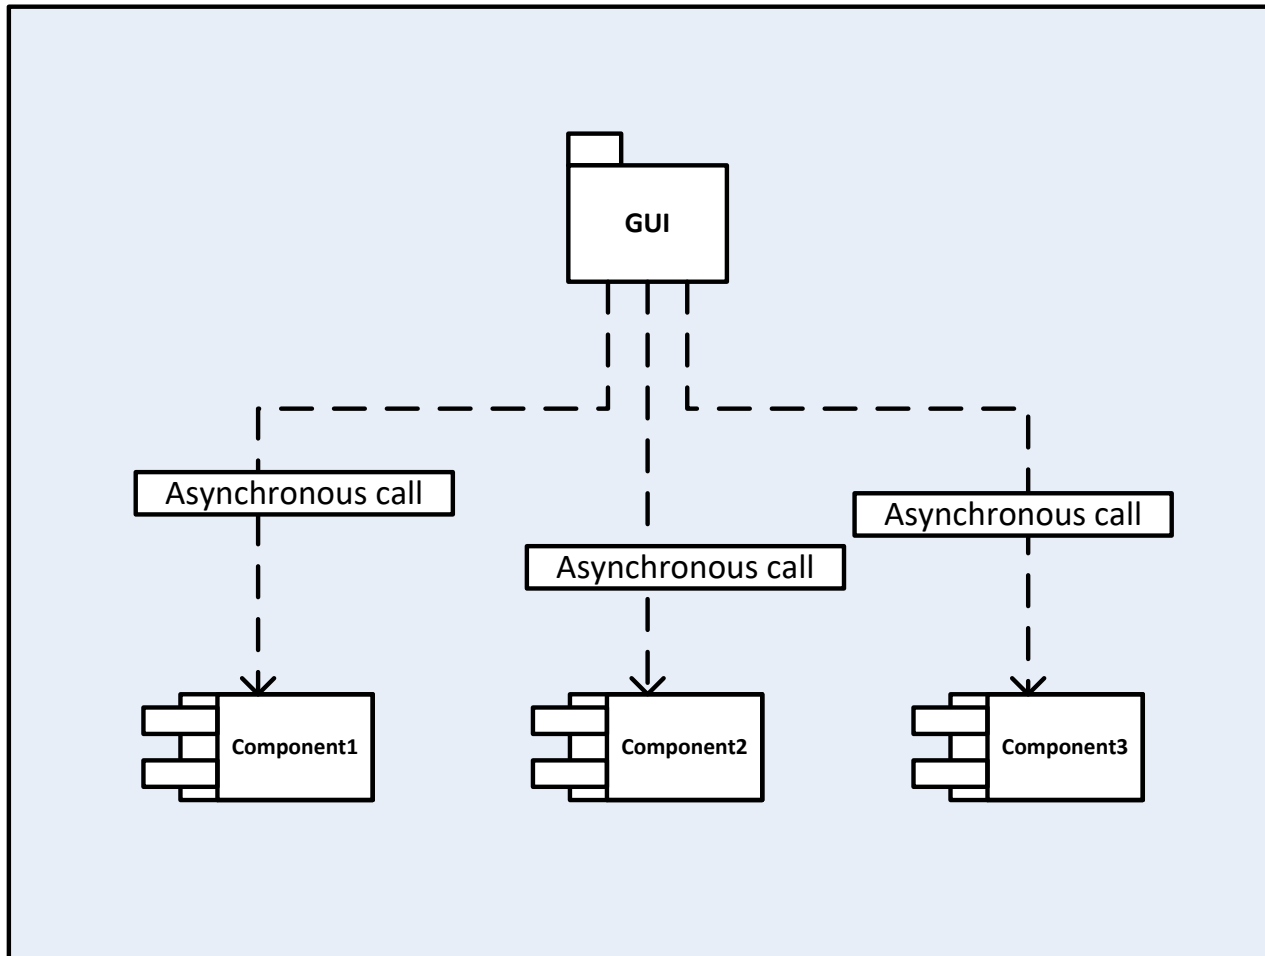 GUI
Asynchronous call
Asynchronous call
Asynchronous call
Component1
Component2
Component3